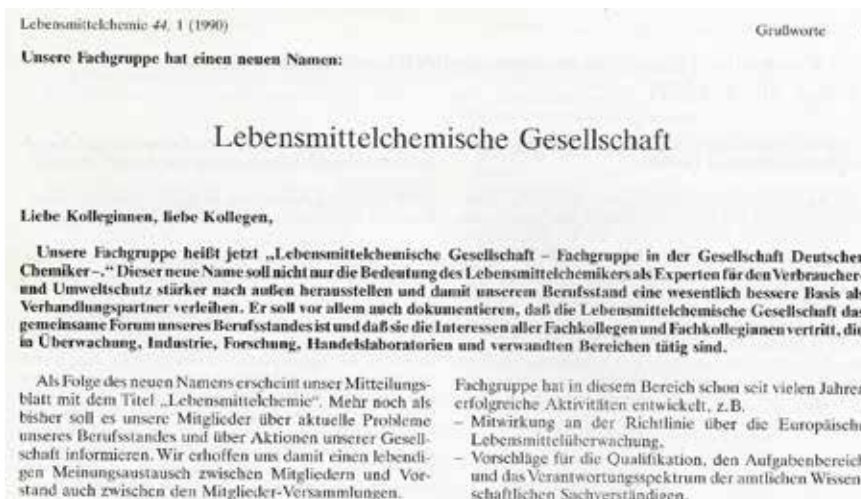 Lebensmittelchemie 44, 1 (1990)
Grußworte
Unsere Fachgruppe hat einen neuen Namen:
Lebensmittelchemische Gesellschaft
Liebe Kolleginnen, liebe Kollegen,
Unsere Fachgruppe heißt jetzt „Lebensmittelchemische Gesellschaft – Fachgruppe in der Gesellschaft Deutscher
Chemiker–.“ Dieser neue Name soll nicht nur die Bedeutung des Lebensmittelchemikers als Experten für den Verbraucher-
und Umweltschutz stärker nach außen herausstellen und damit unserem Berufsstand eine wesentlich bessere Basis als
Verhandlungspartner verleihen. Er soll vor allem auch dokumentieren, daß die Lebensmittelchemische Gesellschaft das
gemeinsame Forum unseres Berufsstandes ist und daß sie die Interessen aller Fachkollegen und Fachkolleginnen vertritt, die
in Überwachung, Industrie, Forschung, Handelslaboratorien und verwandten Bereichen tätig sind.
Als Folge des neuen Namens erscheint unser Mitteilungs-
blatt mit dem Titel „Lebensmittelchemie“. Mehr noch als
bisher soll es unsere Mitglieder über aktuelle Probleme
unseres Berufsstandes und über Aktionen unserer Gesell-
schaft informieren. Wir erhoffen uns damit einen lebendi-
gen Meinungsaustausch zwischen Mitgliedern und Vor-
stand auch zwischen den Mitglieder-Versammlungen.
Fachgruppe hat in diesem Bereich schon seit vielen Jahren
erfolgreiche Aktivitäten entwickelt, z.B.
– Mitwirkung an der Richtlinie über die Europäische
Lebensmittelüberwachung,
– Vorschläge für die Qualifikation, den Aufgabenbereich
und das Verantwortungsspektrum der amtlichen Wissen-
schaftlichen Sachverständigen,